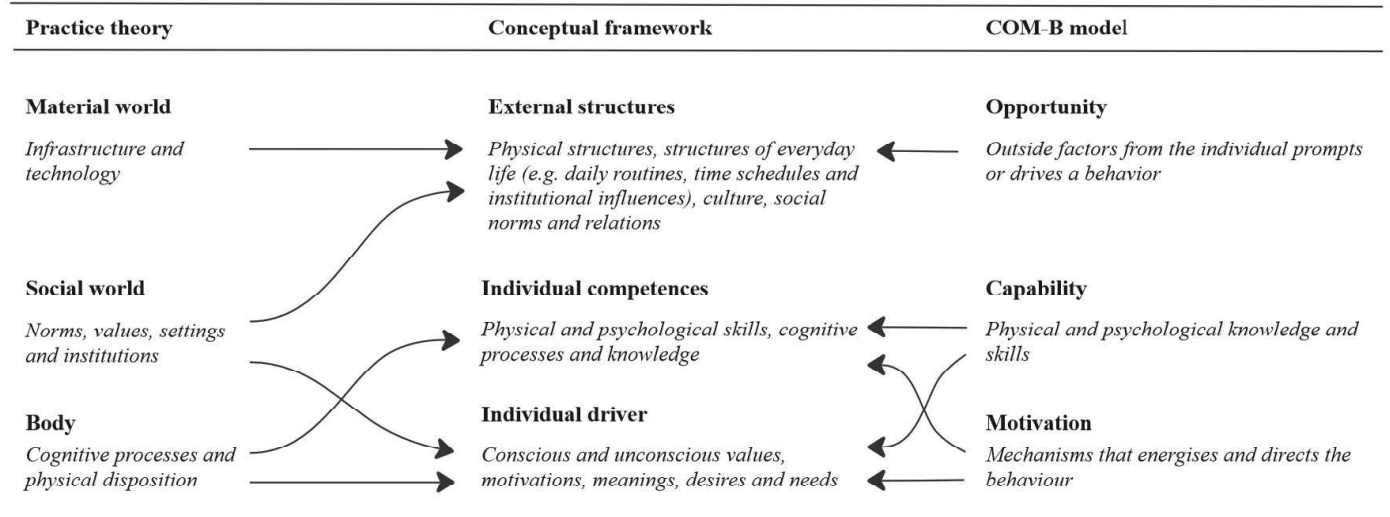 Practice theory
Conceptual framework
COM-B model
Material world
Infrastructure and
technology
External structures
Physical structures, structures of everyday
life (e.g. daily routines, time schedules and
institutional influences), culture, social
norms and relations
Opportunity
Outside factors from the individual prompts
or drives a behavior
Social world
Norms, values, settings
and institutions
Individual competences
Physical and psychological skills, cognitive
processes and knowledge
Capability
Physical and psychological knowledge and
skills
Body
Cognitive processes and
physical disposition
Individual driver
Conscious and unconscious values,
motivations, meanings, desires and needs
Motivation
Mechanisms that energises and directs the
behaviour